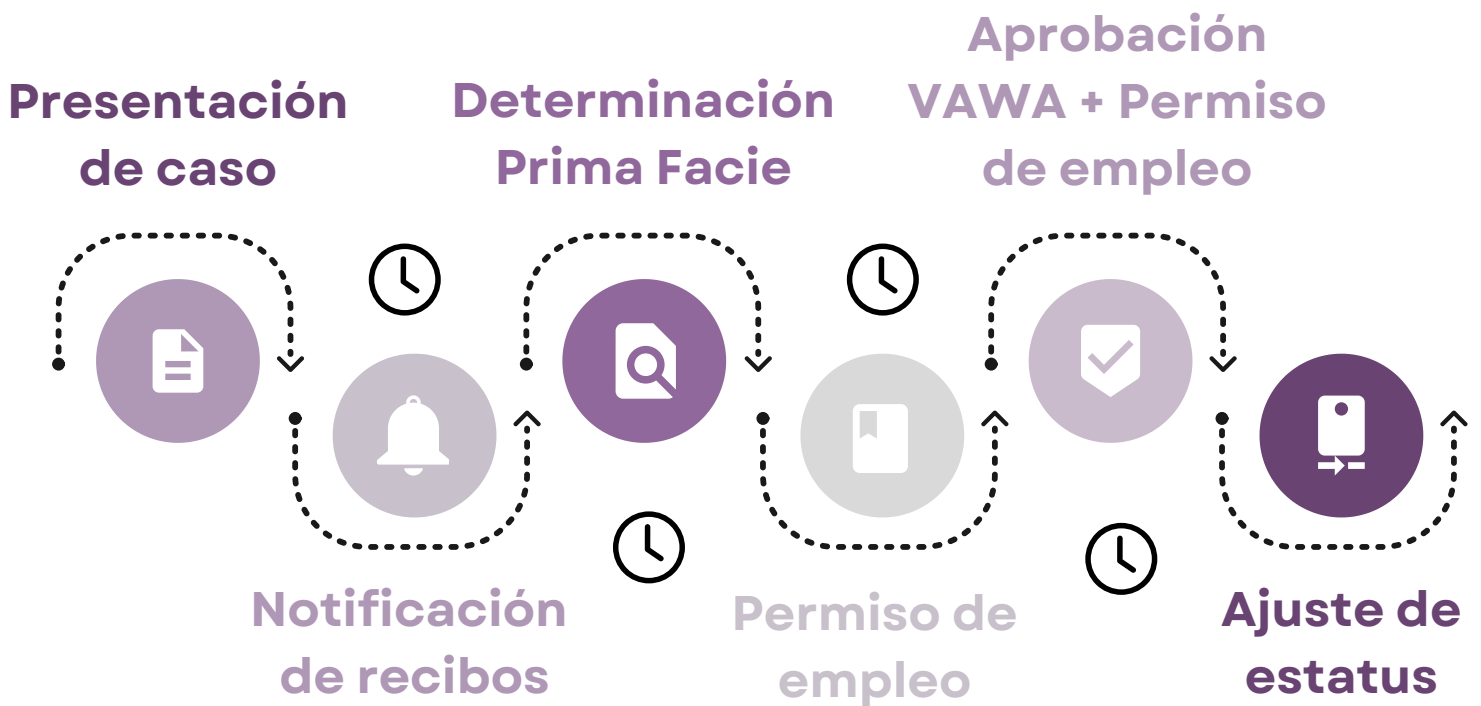 Presentación
de caso
Notificación
de recibos
Determinación
Prima Facie
Permiso de
empleo
Aprobación
VAWA + Permiso
de empleo
Ajuste de
estatus